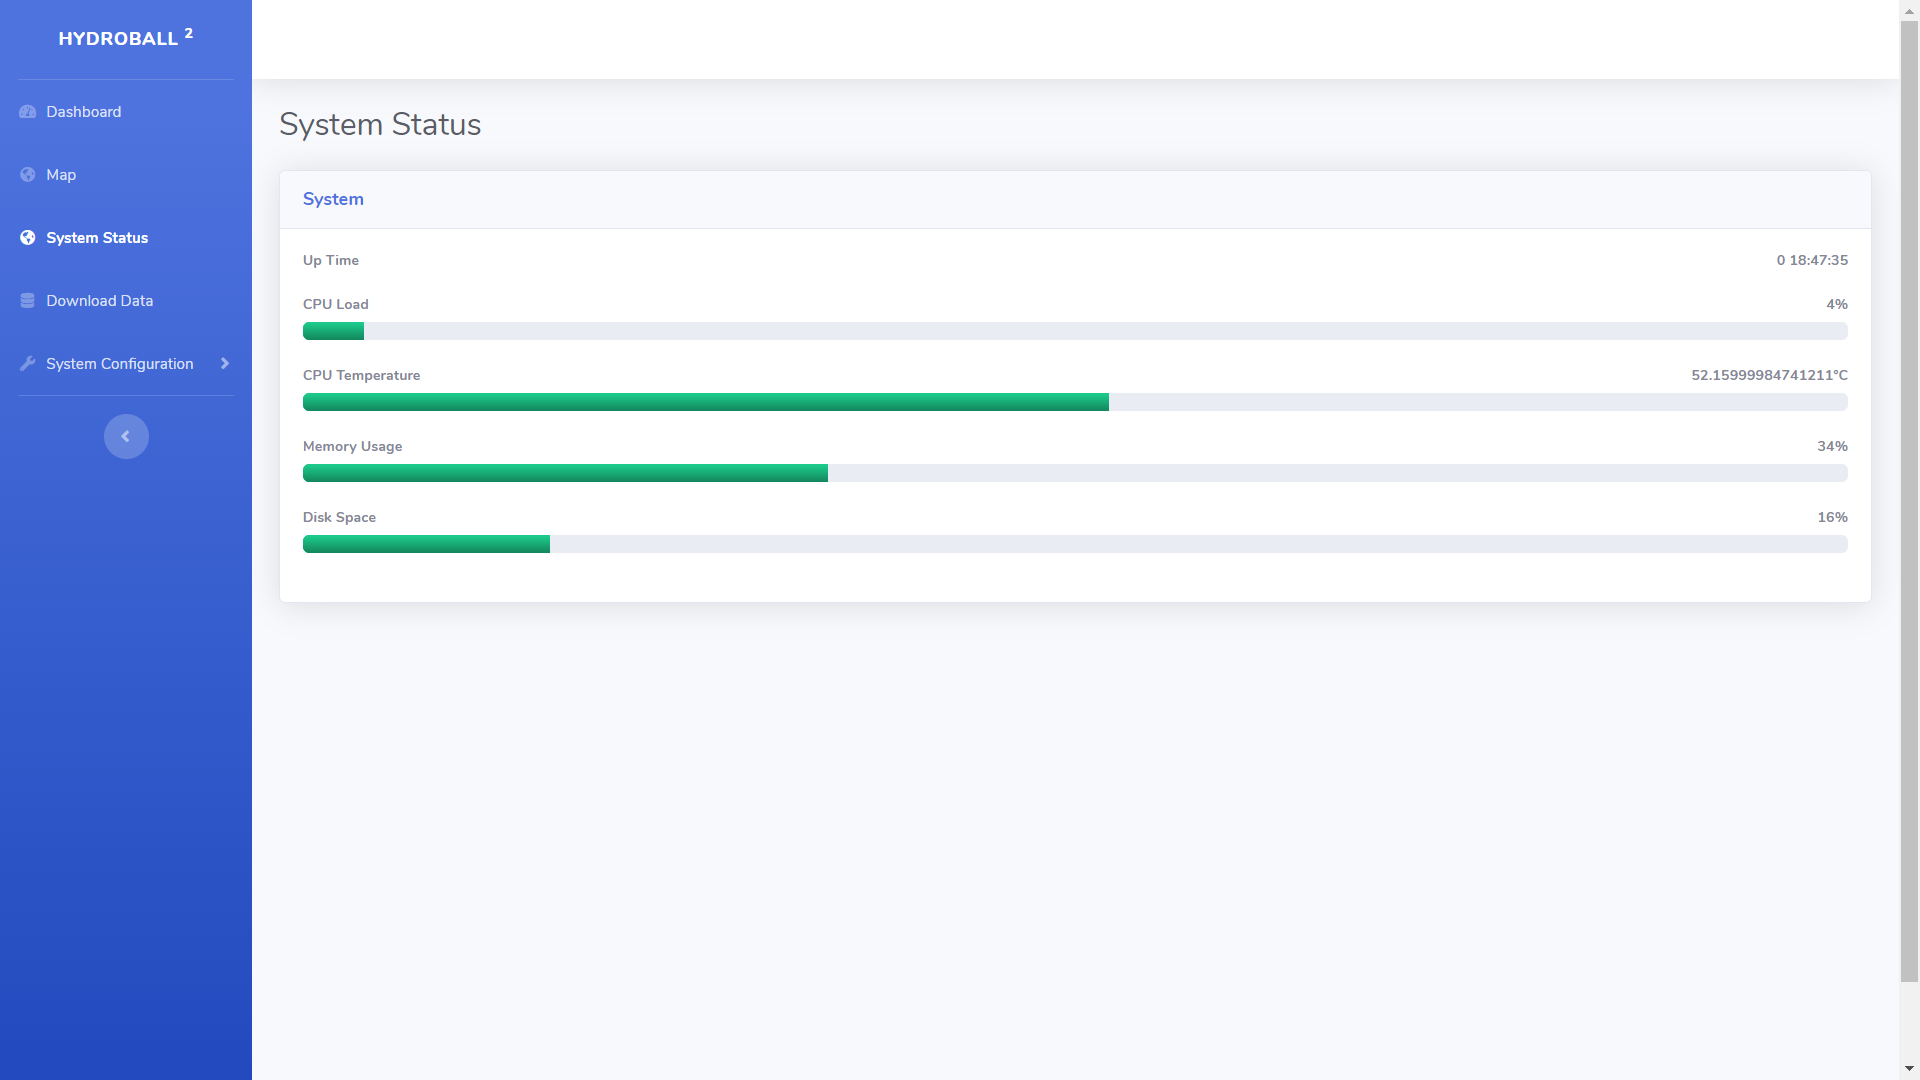 HYDROBALL 2
Dashboard
Map
System Status
Download Data
System Configuration
System Status
System
Up Time 0 18:47:35
CPU Load 4%
CPU Temperature 52.15999984741211°C
Memory Usage 34%
Disk Space 16%